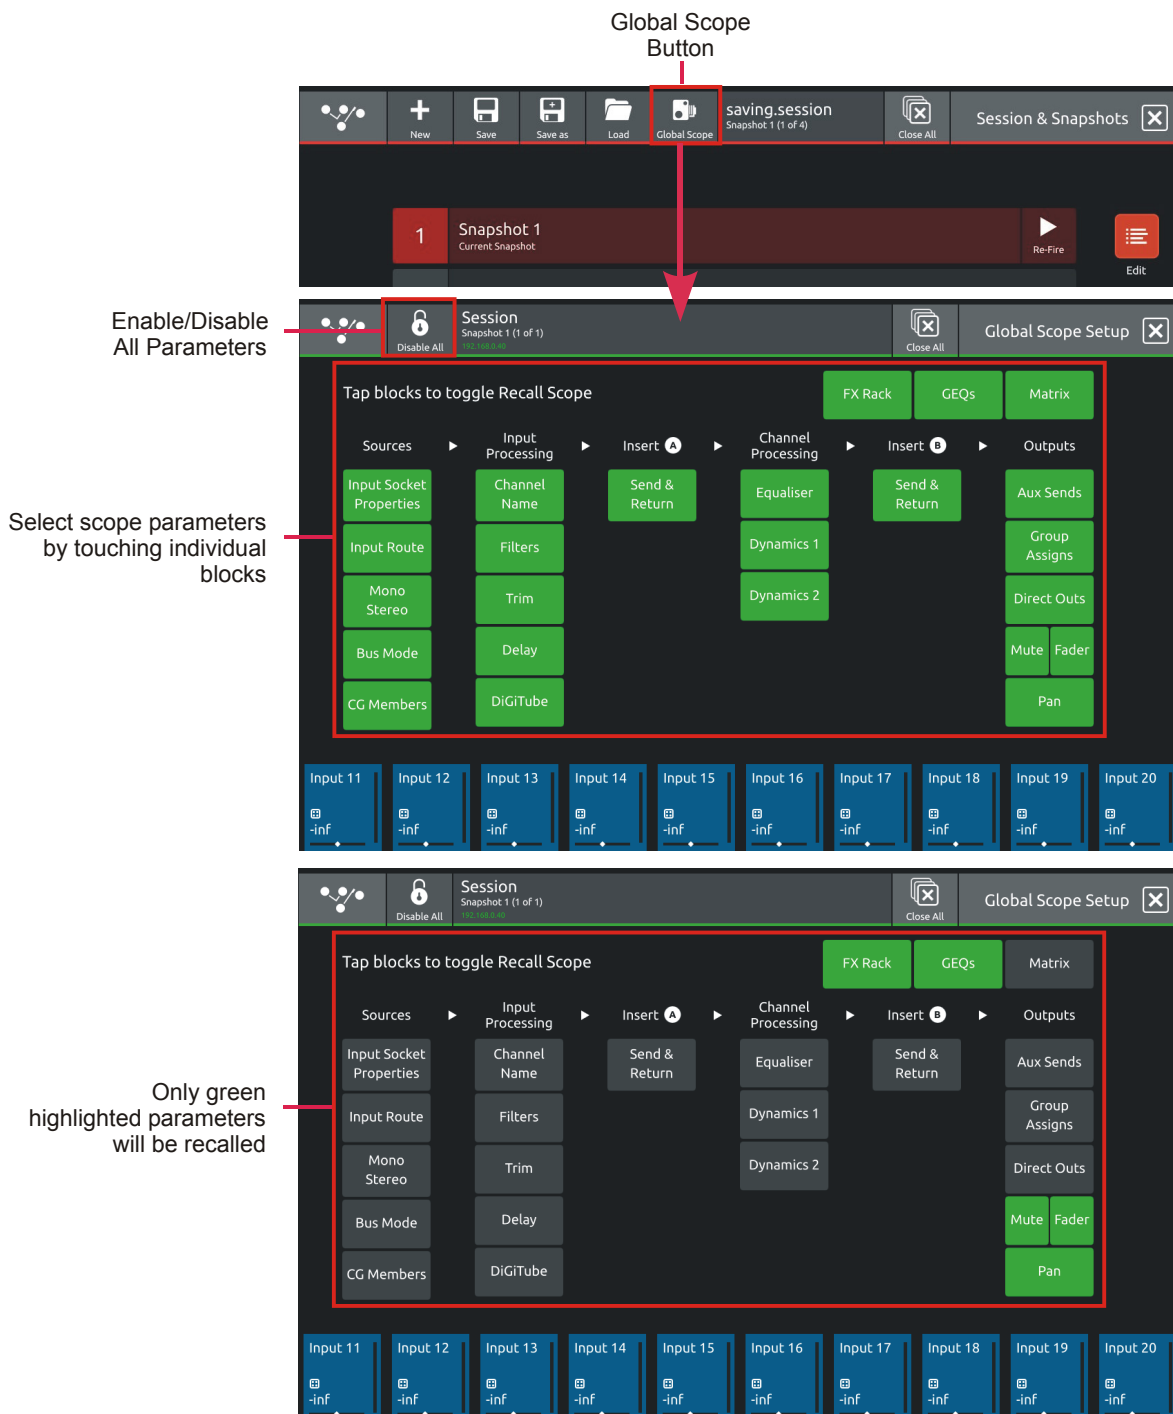 Global Scope
Button
New
Save
Save as
Load
Global Scope
saving.session
Snapshot 1 (1 of 4)
Close All
Session & Snapshots
1
Snapshot 1
Current Snapshot
Re-Fire
Edit
Enable/Disable
All Parameters
Disable All
Session
Snapshot 1 (1 of 1)
192.168.0.40
Close All
Global Scope Setup
Tap blocks to toggle Recall Scope
FX Rack
GEQs
Matrix
Sources
Input
Processing
Insert A
Channel
Processing
Insert B
Outputs
Select scope parameters
by touching individual
blocks
Input Socket
Properties
Channel
Name
Send &
Return
Equaliser
Send &
Return
Aux Sends
Input Route
Filters
Dynamics 1
Group
Assigns
Mono
Stereo
Trim
Dynamics 2
Direct Outs
Bus Mode
Delay
Mute
Fader
CG Members
DiGiTube
Pan
Input 11
Input 12
Input 13
Input 14
Input 15
Input 16
Input 17
Input 18
Input 19
Input 20
-inf
-inf
-inf
-inf
-inf
-inf
-inf
-inf
-inf
-inf
Disable All
Session
Snapshot 1 (1 of 1)
192.168.0.40
Close All
Global Scope Setup
Tap blocks to toggle Recall Scope
FX Rack
GEQs
Matrix
Sources
Input
Processing
Insert A
Channel
Processing
Insert B
Outputs
Only green
highlighted parameters
will be recalled
Input Socket
Properties
Channel
Name
Send &
Return
Equaliser
Send &
Return
Aux Sends
Input Route
Filters
Dynamics 1
Group
Assigns
Mono
Stereo
Trim
Dynamics 2
Direct Outs
Bus Mode
Delay
Mute
Fader
CG Members
DiGiTube
Pan
Input 11
Input 12
Input 13
Input 14
Input 15
Input 16
Input 17
Input 18
Input 19
Input 20
-inf
-inf
-inf
-inf
-inf
-inf
-inf
-inf
-inf
-inf